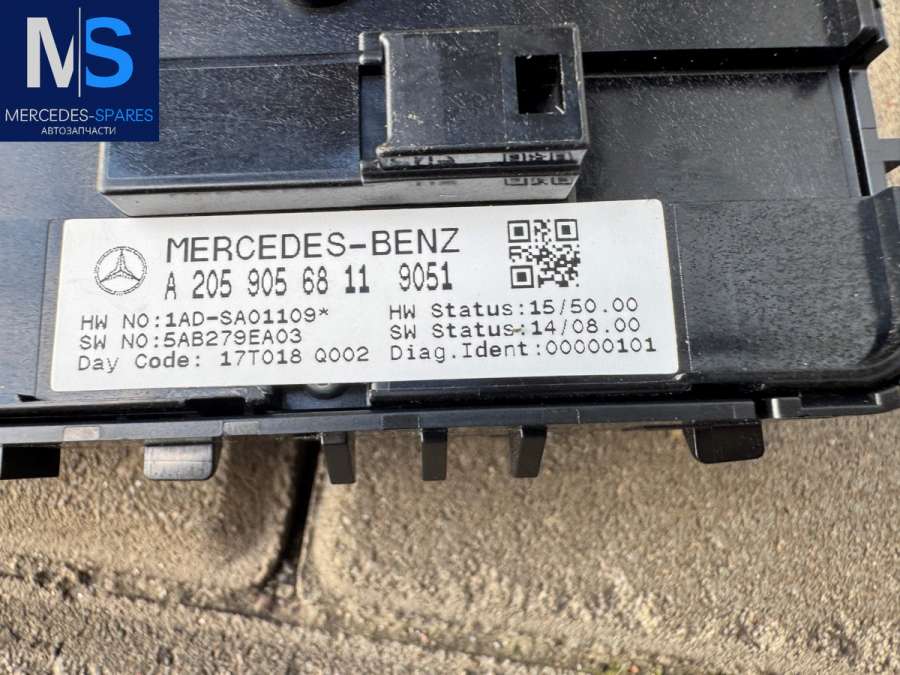 MS
MERCEDES-SPARES
АВТОЗАПЧАСТИ
MERCEDES-BENZ
A 205 905 68 11 9051
HW NO:1AD-SA01109* HW Status:15/50.00
SW NO:5AB279EA03 SW Status:14/08.00
Day Code: 17T018 Q002 Diag.Ident:00000101